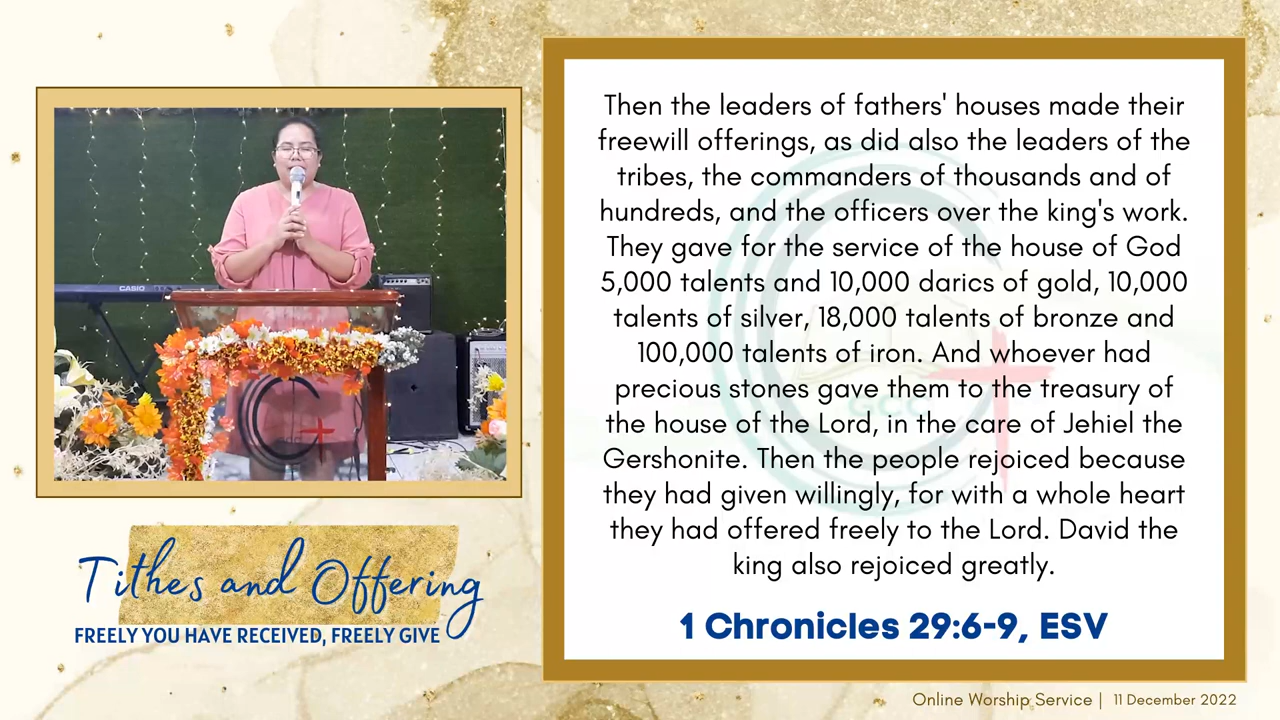 CASIO
Tithes and Offering
FREELY YOU HAVE RECEIVED, FREELY GIVE
Then the leaders of fathers' houses made their
freewill offerings, as did also the leaders of the
tribes, the commanders of thousands and of
hundreds, and the officers over the king's work.
They gave for the service of the house of God
5,000 talents and 10,000 darics of gold, 10,000
talents of silver, 18,000 talents of bronze and
100,000 talents of iron. And whoever had
precious stones gave them to the treasury of
the house of the Lord, in the care of Jehiel the
Gershonite. Then the people rejoiced because
they had given willingly, for with a whole heart
they had offered freely to the Lord. David the
king also rejoiced greatly.
1 Chronicles 29:6-9, ESV
Online Worship Service | 11 December 2022